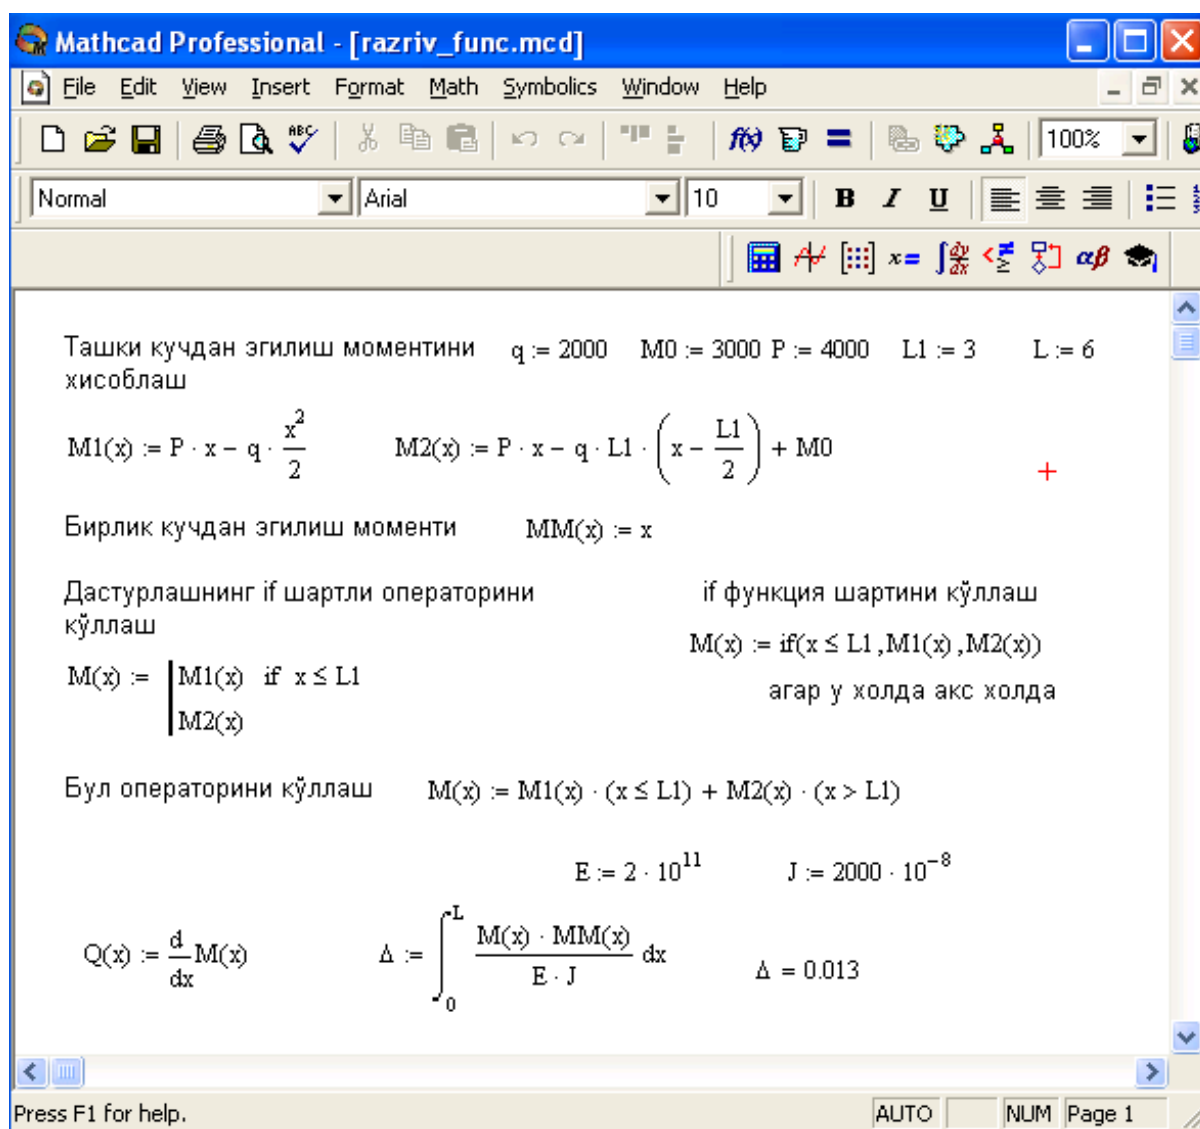 Mathcad Professional - [razriv_func.mcd]
File Edit View Insert Format Math Symbolics Window Help
100%
Normal Arial 10 B I U
Ташки кучдан эгилиш моментини q := 2000 M0 := 3000 P := 4000 L1 := 3 L := 6
хисоблаш
M1(x) := P · x − q · x²/2 M2(x) := P · x − q · L1 · (x − L1/2) + M0
Бирлик кучдан эгилиш моменти MM(x) := x
Дастурлашнинг if шартли операторини if функция шартини кўллаш
кўллаш
M(x) := if(x ≤ L1 ,M1(x) ,M2(x))
M(x) := M1(x) if x ≤ L1
M2(x)
агар у холда акс холда
Бул операторини кўллаш M(x) := M1(x) · (x ≤ L1) + M2(x) · (x > L1)
E := 2 · 10¹¹ J := 2000 · 10⁻⁸
Q(x) := d/dx M(x) Δ := ∫₀ᴸ M(x) · MM(x)/E · J dx Δ = 0.013
Press F1 for help. AUTO NUM Page 1